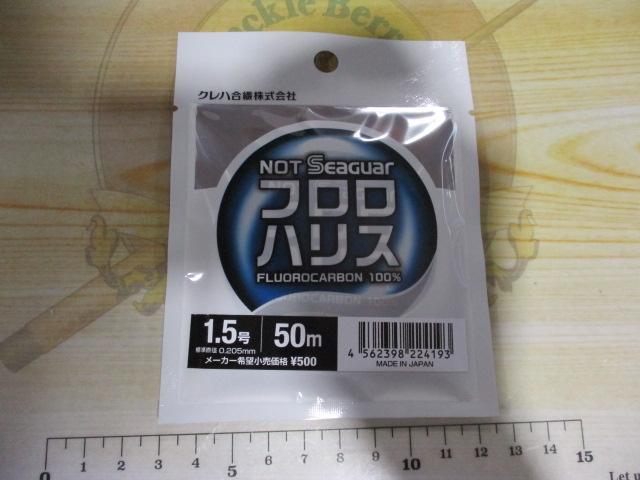 クレハ合繊株式会社
NOT Seaguar
フロロ
ハリス
FLUOROCARBON 100%
1.5号
50m
標準直径 0.205mm
メーカー希望小売価格 ¥500
4 562398 224193
MADE IN JAPAN
0 1 2 3 4 5 6 7 8 9 10 11 12 13 14 15